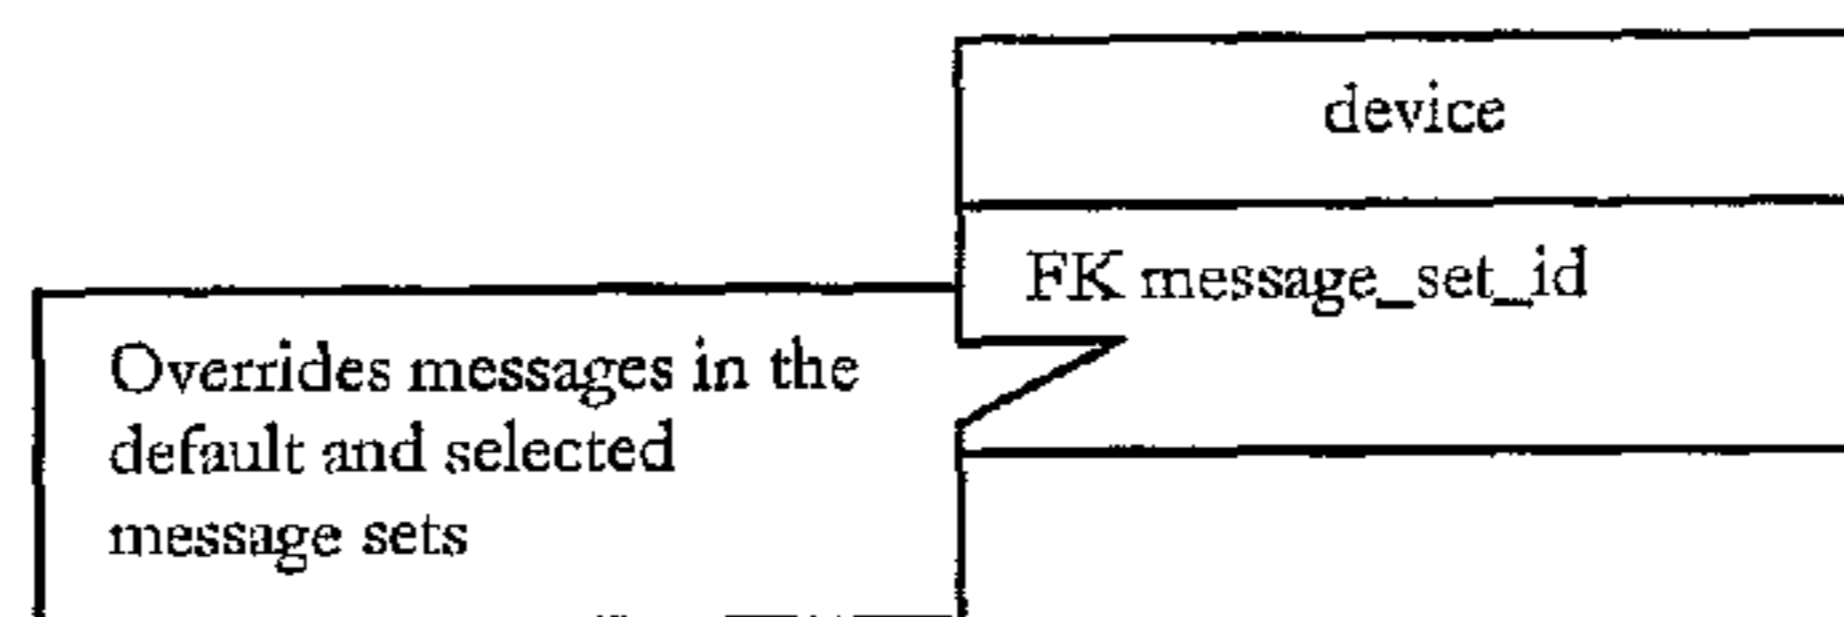 device
FK message_set_id
Overrides messages in the
default and selected
message sets